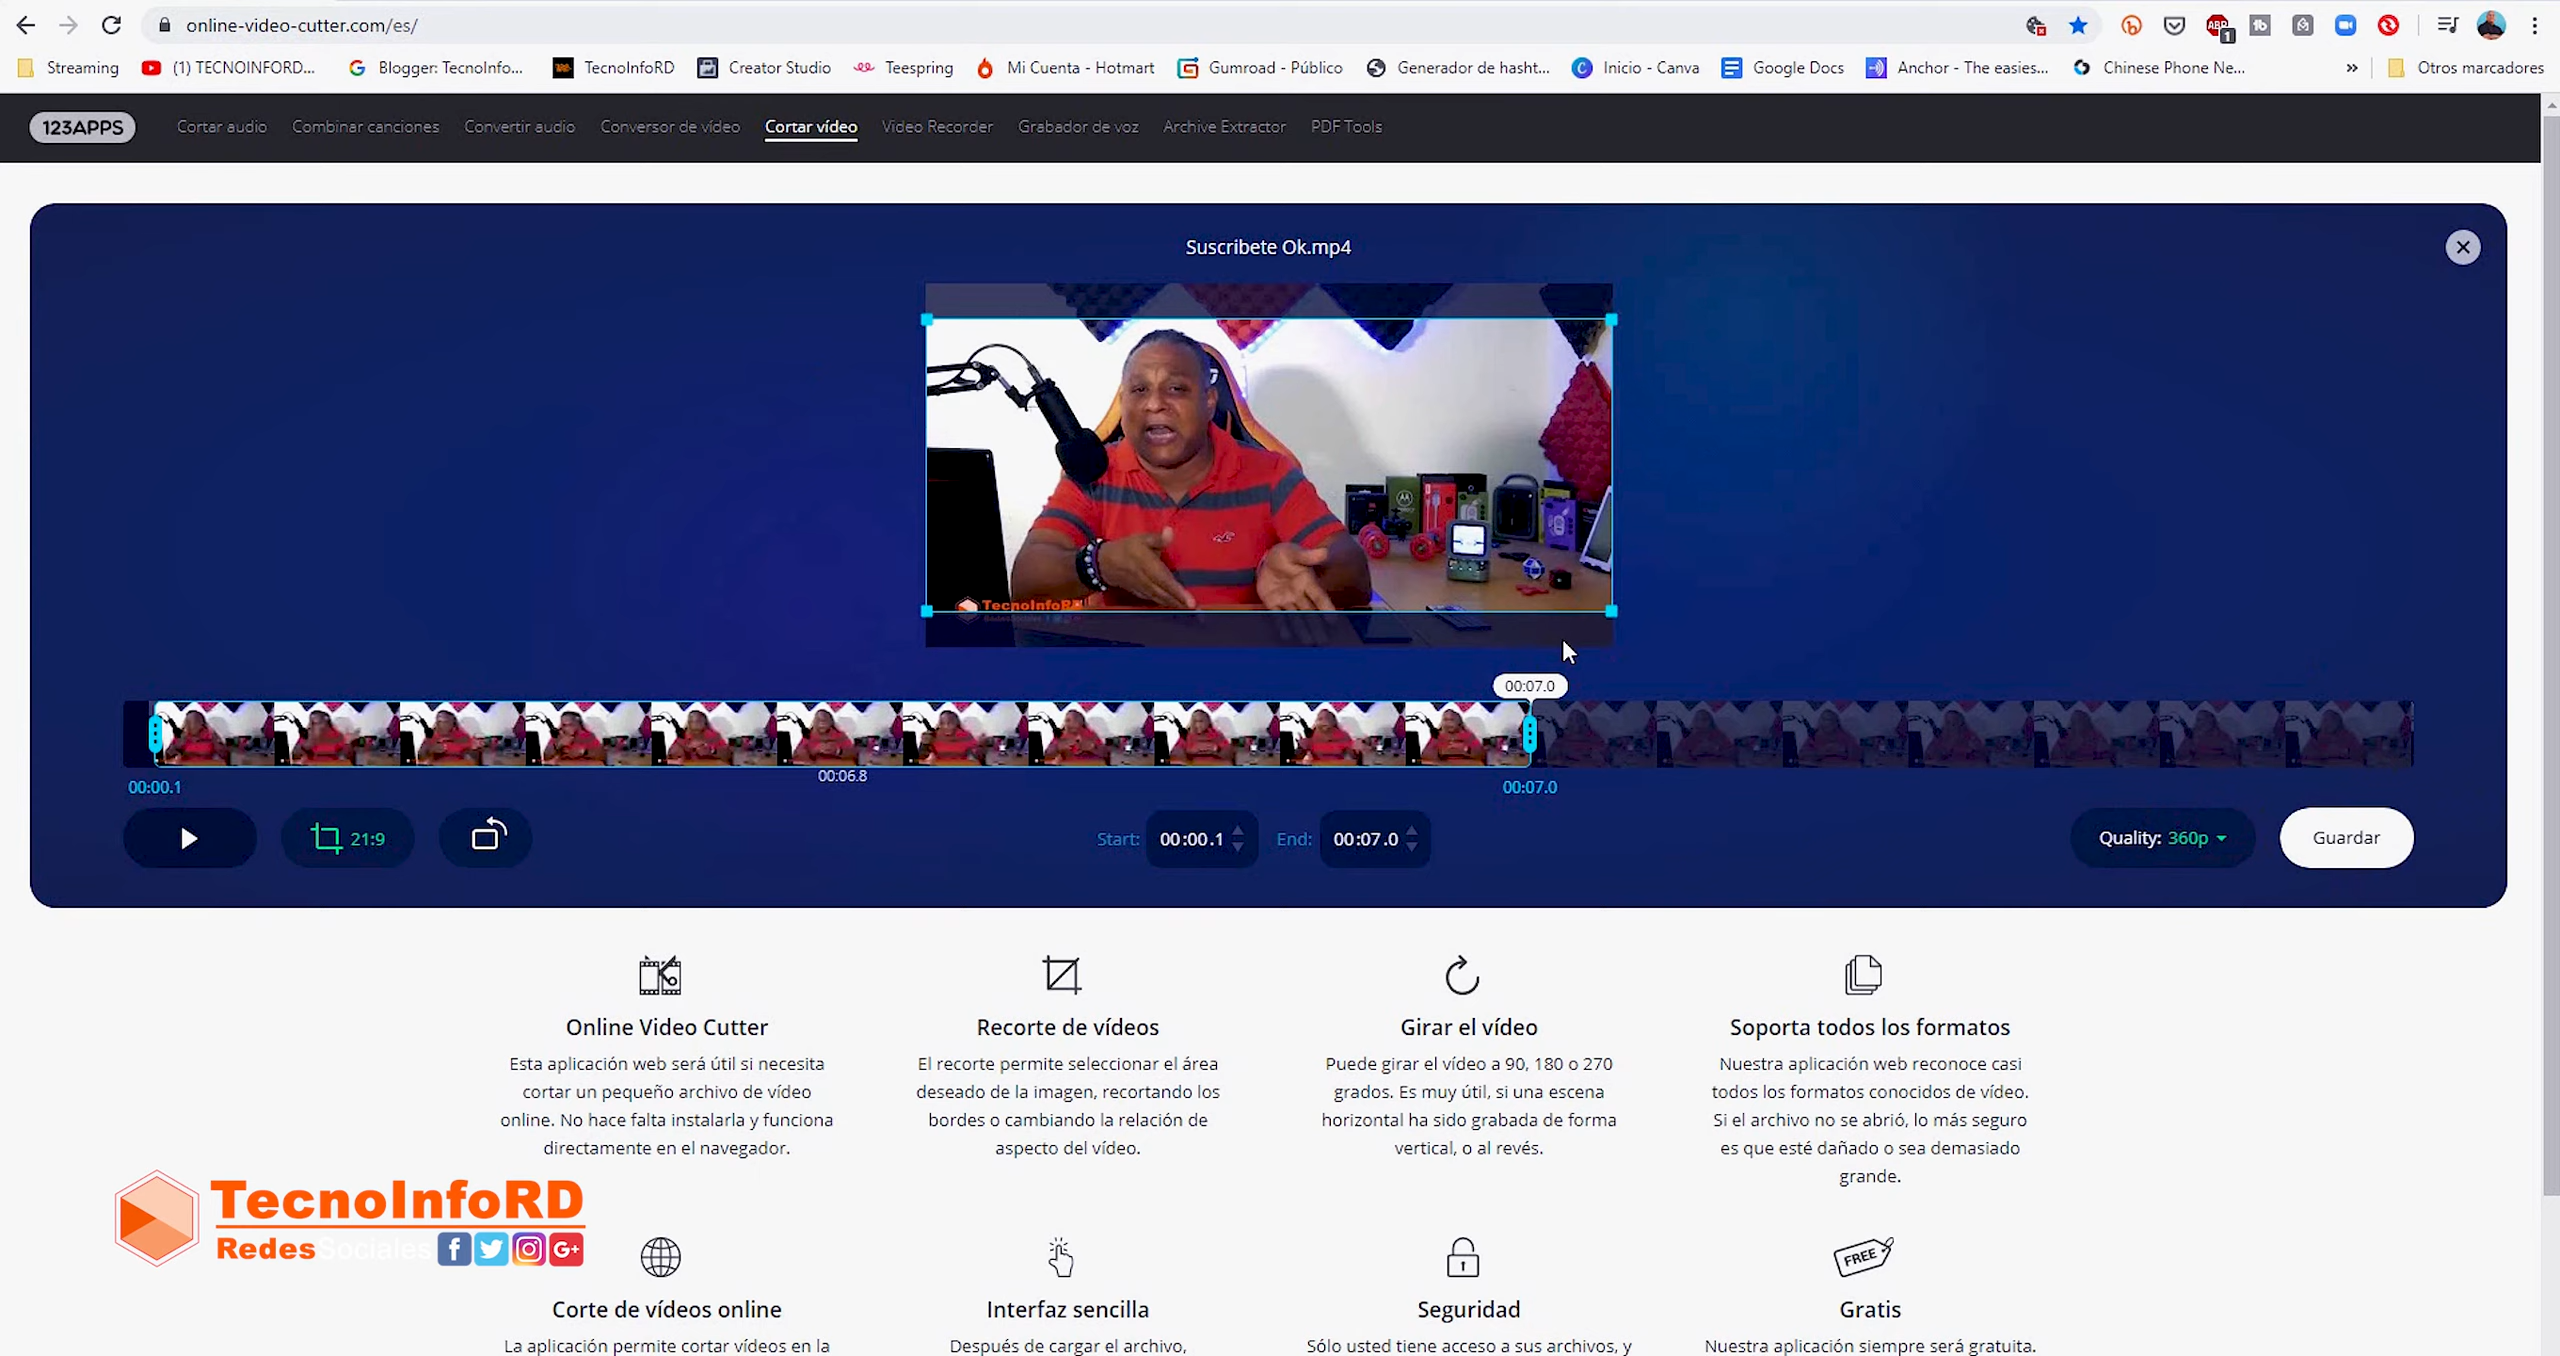 online-video-cutter.com/es/
Streaming
(1) TECNOINFORD...
Blogger: TecnoInfo...
TecnoInfoRD
Creator Studio
Teespring
Mi Cuenta - Hotmart
Gumroad - Público
Generador de hasht...
Inicio - Canva
Google Docs
Anchor - The easies...
Chinese Phone Ne...
»
Otros marcadores
123APPS
Cortar audio
Combinar canciones
Convertir audio
Conversor de vídeo
Cortar vídeo
Video Recorder
Grabador de voz
Archive Extractor
PDF Tools
Suscribete Ok.mp4
TecnoInfoRD
00:07.0
00:06.8
00:00.1
00:07.0
21:9
Start: 00:00.1
End: 00:07.0
Quality: 360p
Guardar
Online Video Cutter
Esta aplicación web será útil si necesita
cortar un pequeño archivo de vídeo
online. No hace falta instalarla y funciona
directamente en el navegador.
Recorte de vídeos
El recorte permite seleccionar el área
deseado de la imagen, recortando los
bordes o cambiando la relación de
aspecto del vídeo.
Girar el vídeo
Puede girar el vídeo a 90, 180 o 270
grados. Es muy útil, si una escena
horizontal ha sido grabada de forma
vertical, o al revés.
Soporta todos los formatos
Nuestra aplicación web reconoce casi
todos los formatos conocidos de vídeo.
Si el archivo no se abrió, lo más seguro
es que esté dañado o sea demasiado
grande.
TecnoInfoRD
RedesSociales
Corte de vídeos online
La aplicación permite cortar vídeos en la
Interfaz sencilla
Después de cargar el archivo,
Seguridad
Sólo usted tiene acceso a sus archivos, y
FREE
Gratis
Nuestra aplicación siempre será gratuita.